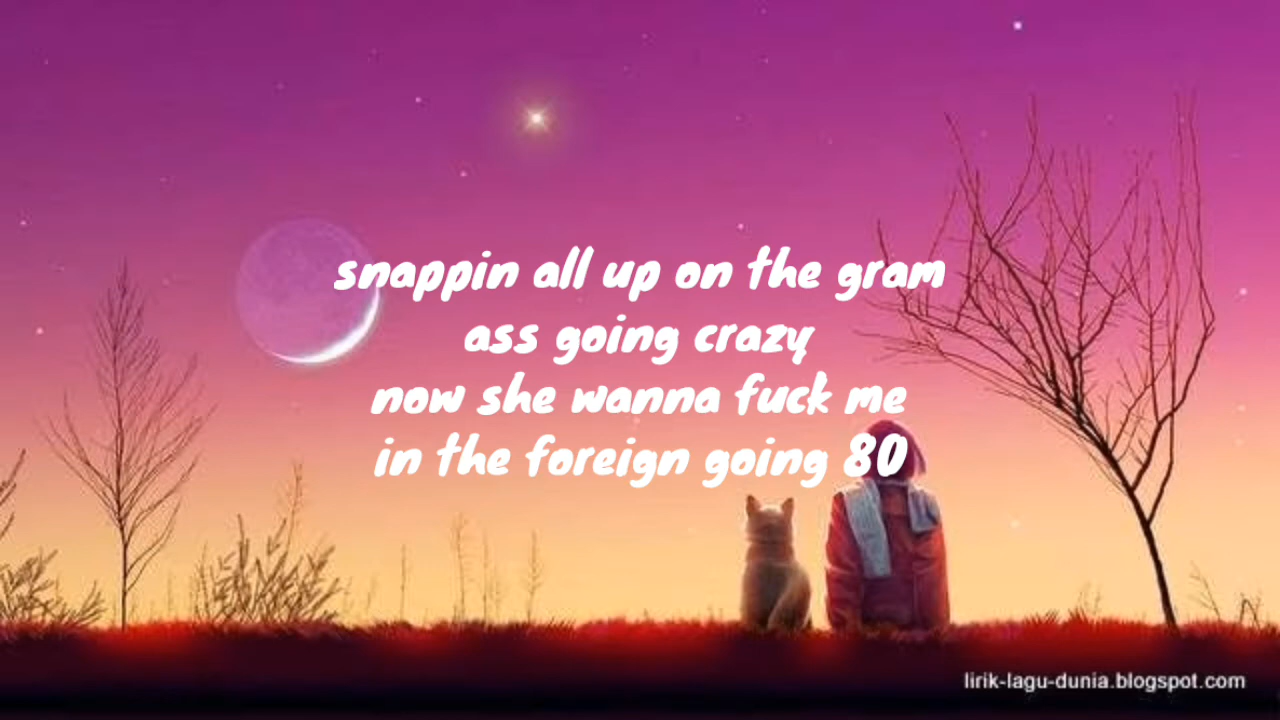 snappin all up on the gram
ass going crazy
now she wanna fuck me
in the foreign going 80
lirik-lagu-dunia.blogspot.com